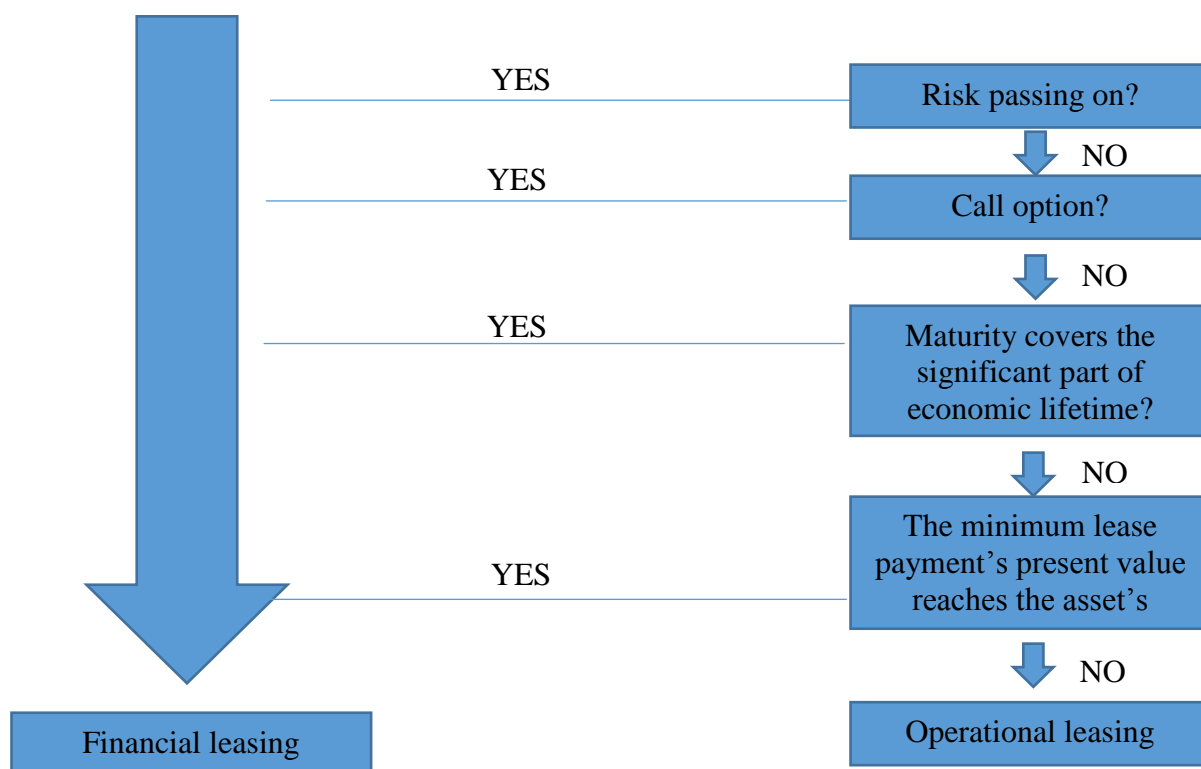 YES
Risk passing on?
NO
YES
Call option?
NO
YES
Maturity covers the
significant part of
economic lifetime?
NO
The minimum lease
payment’s present value
reaches the asset’s
YES
NO
Financial leasing
Operational leasing